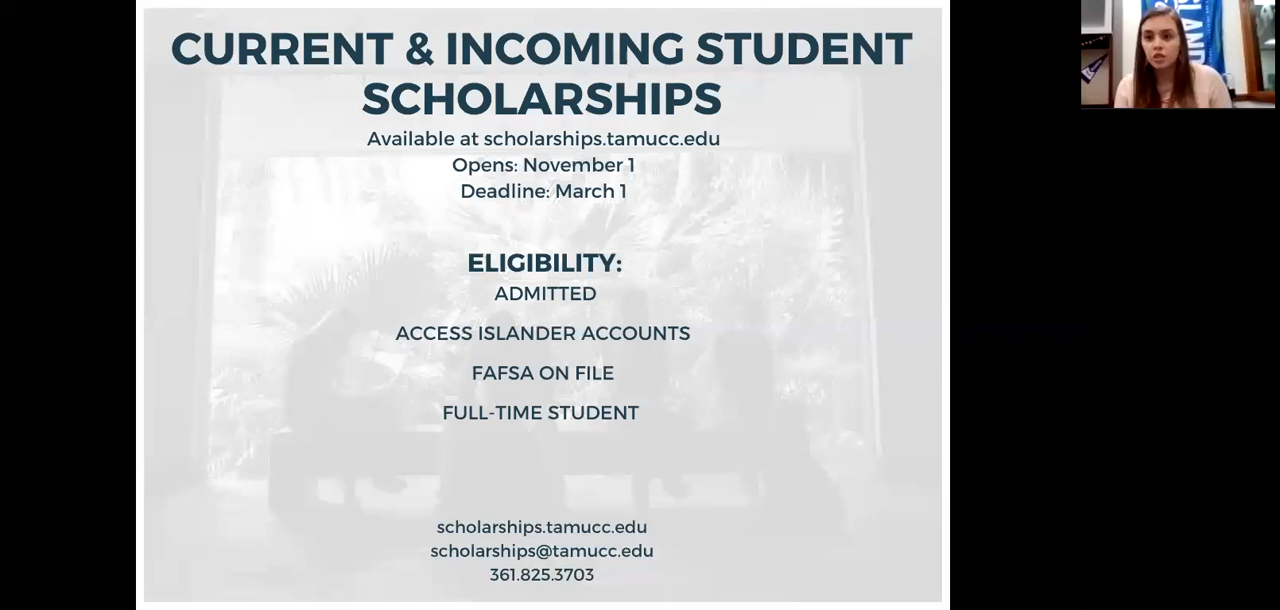 CURRENT & INCOMING STUDENT
SCHOLARSHIPS
Available at scholarships.tamucc.edu
Opens: November 1
Deadline: March 1
ELIGIBILITY:
ADMITTED
ACCESS ISLANDER ACCOUNTS
FAFSA ON FILE
FULL-TIME STUDENT
scholarships.tamucc.edu
scholarships@tamucc.edu
361.825.3703